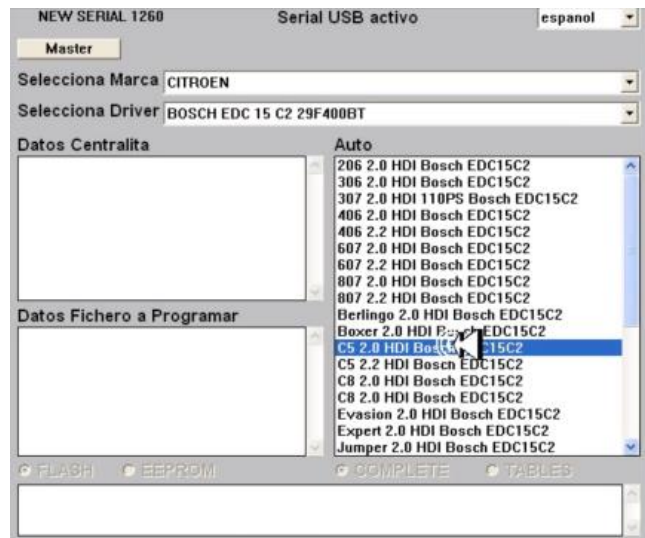 NEW SERIAL 1260 Serial USB activo espanol
Master
Selecciona Marca CITROEN
Selecciona Driver BOSCH EDC 15 C2 29F400BT
Datos Centralita
Auto
206 2.0 HDI Bosch EDC15C2
306 2.0 HDI Bosch EDC15C2
307 2.0 HDI 110PS Bosch EDC15C2
406 2.0 HDI Bosch EDC15C2
406 2.2 HDI Bosch EDC15C2
607 2.0 HDI Bosch EDC15C2
607 2.2 HDI Bosch EDC15C2
807 2.0 HDI Bosch EDC15C2
807 2.2 HDI Bosch EDC15C2
Berlingo 2.0 HDI Bosch EDC15C2
Boxer 2.0 HDI Bosch EDC15C2
C5 2.0 HDI Bosch EDC15C2
C5 2.2 HDI Bosch EDC15C2
C8 2.0 HDI Bosch EDC15C2
C8 2.0 HDI Bosch EDC15C2
Evasion 2.0 HDI Bosch EDC15C2
Expert 2.0 HDI Bosch EDC15C2
Jumper 2.0 HDI Bosch EDC15C2
Datos Fichero a Programar
FLASH EEPROM COMPLETE TABLES